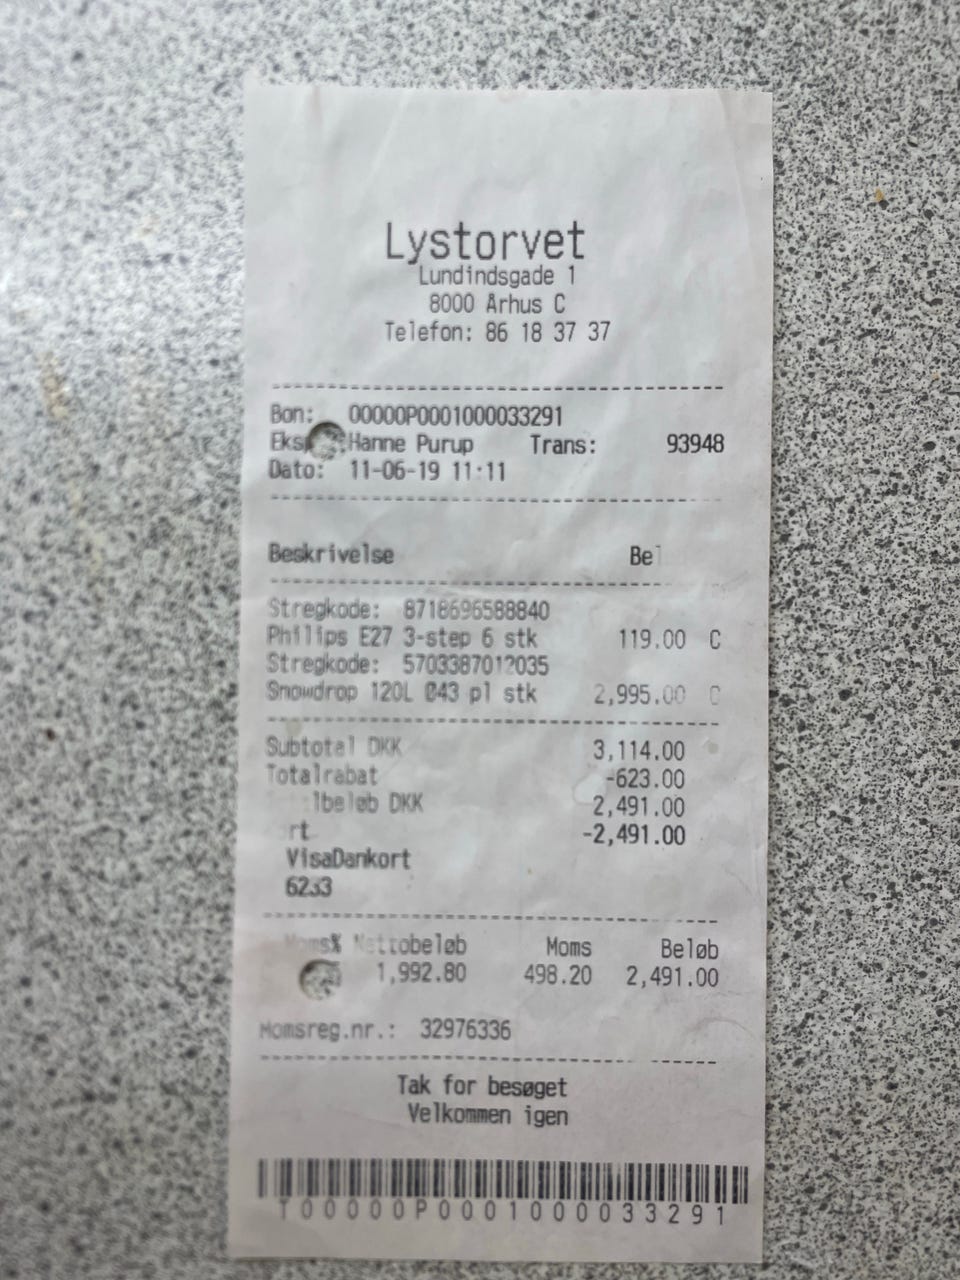 Lystorvet
Lundindsgade 1
8000 Århus C
Telefon: 86 18 37 37
Bon: 00000P0001000033291
Hanne Purup Trans: 93948
Dato: 11-06-19 11:11
Beskrivelse
Stregkode: 8718696588840
Philips E27 3-step 6 stk 119.00 C
Stregkode: 5703387012035
Snowdrop 120L Ø43 pl stk 2,995.00 C
Subtotal DKK 3,114.00
Totalrabat -623.00
DKK 2,491.00
-2,491.00
VisaDankort
Moms% Nettobeløb Moms Beløb
1,992.80 498.20 2,491.00
Momsreg.nr.: 32976336
Tak for besøget
Velkommen igen
T00000P0001000033291